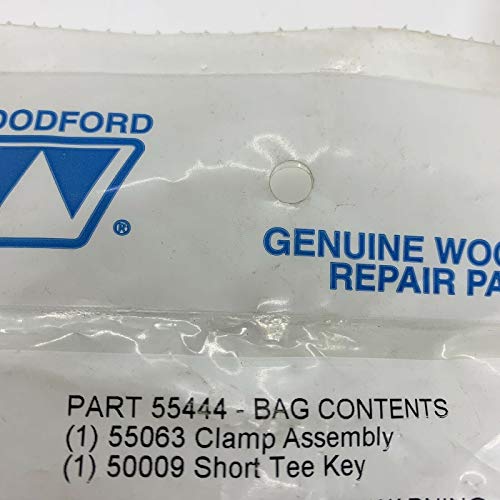 OODFORD
®
GENUINE WOO
REPAIR PA
PART 55444 - BAG CONTENTS
(1) 55063 Clamp Assembly
(1) 50009 Short Tee Key